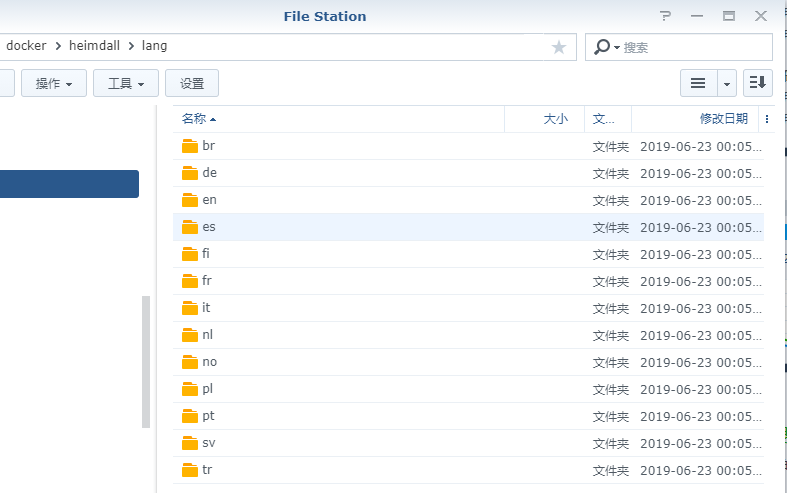 File Station
docker > heimdall > lang
搜索
操作 工具 设置
名称 大小 文... 修改日期
br 文件夹 2019-06-23 00:05...
de 文件夹 2019-06-23 00:05...
en 文件夹 2019-06-23 00:05...
es 文件夹 2019-06-23 00:05...
fi 文件夹 2019-06-23 00:05...
fr 文件夹 2019-06-23 00:05...
it 文件夹 2019-06-23 00:05...
nl 文件夹 2019-06-23 00:05...
no 文件夹 2019-06-23 00:05...
pl 文件夹 2019-06-23 00:05...
pt 文件夹 2019-06-23 00:05...
sv 文件夹 2019-06-23 00:05...
tr 文件夹 2019-06-23 00:05...